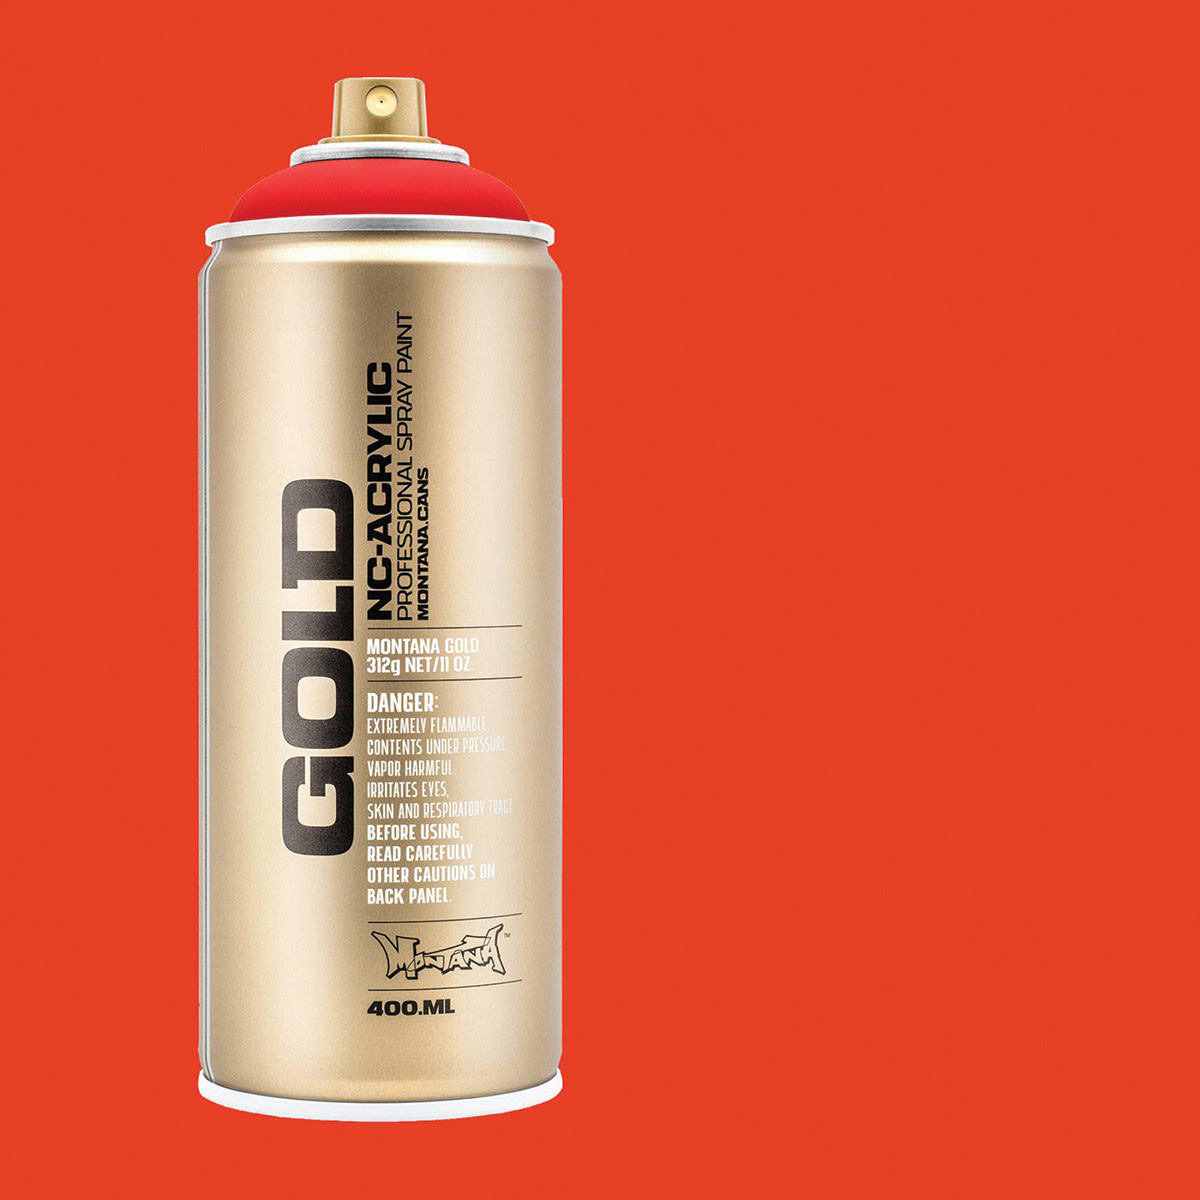 GOLD
NC-ACRYLIC
PROFESSIONAL SPRAY PAINT
MONTANA.CANS
MONTANA GOLD
312g NET/11 OZ.
DANGER:
EXTREMELY FLAMMABLE
CONTENTS UNDER PRESSURE
VAPOR HARMFUL.
IRRITATES EYES,
SKIN AND RESPIRATORY TRACT.
BEFORE USING,
READ CAREFULLY
OTHER CAUTIONS ON
BACK PANEL.
MONTANA™
400.ML